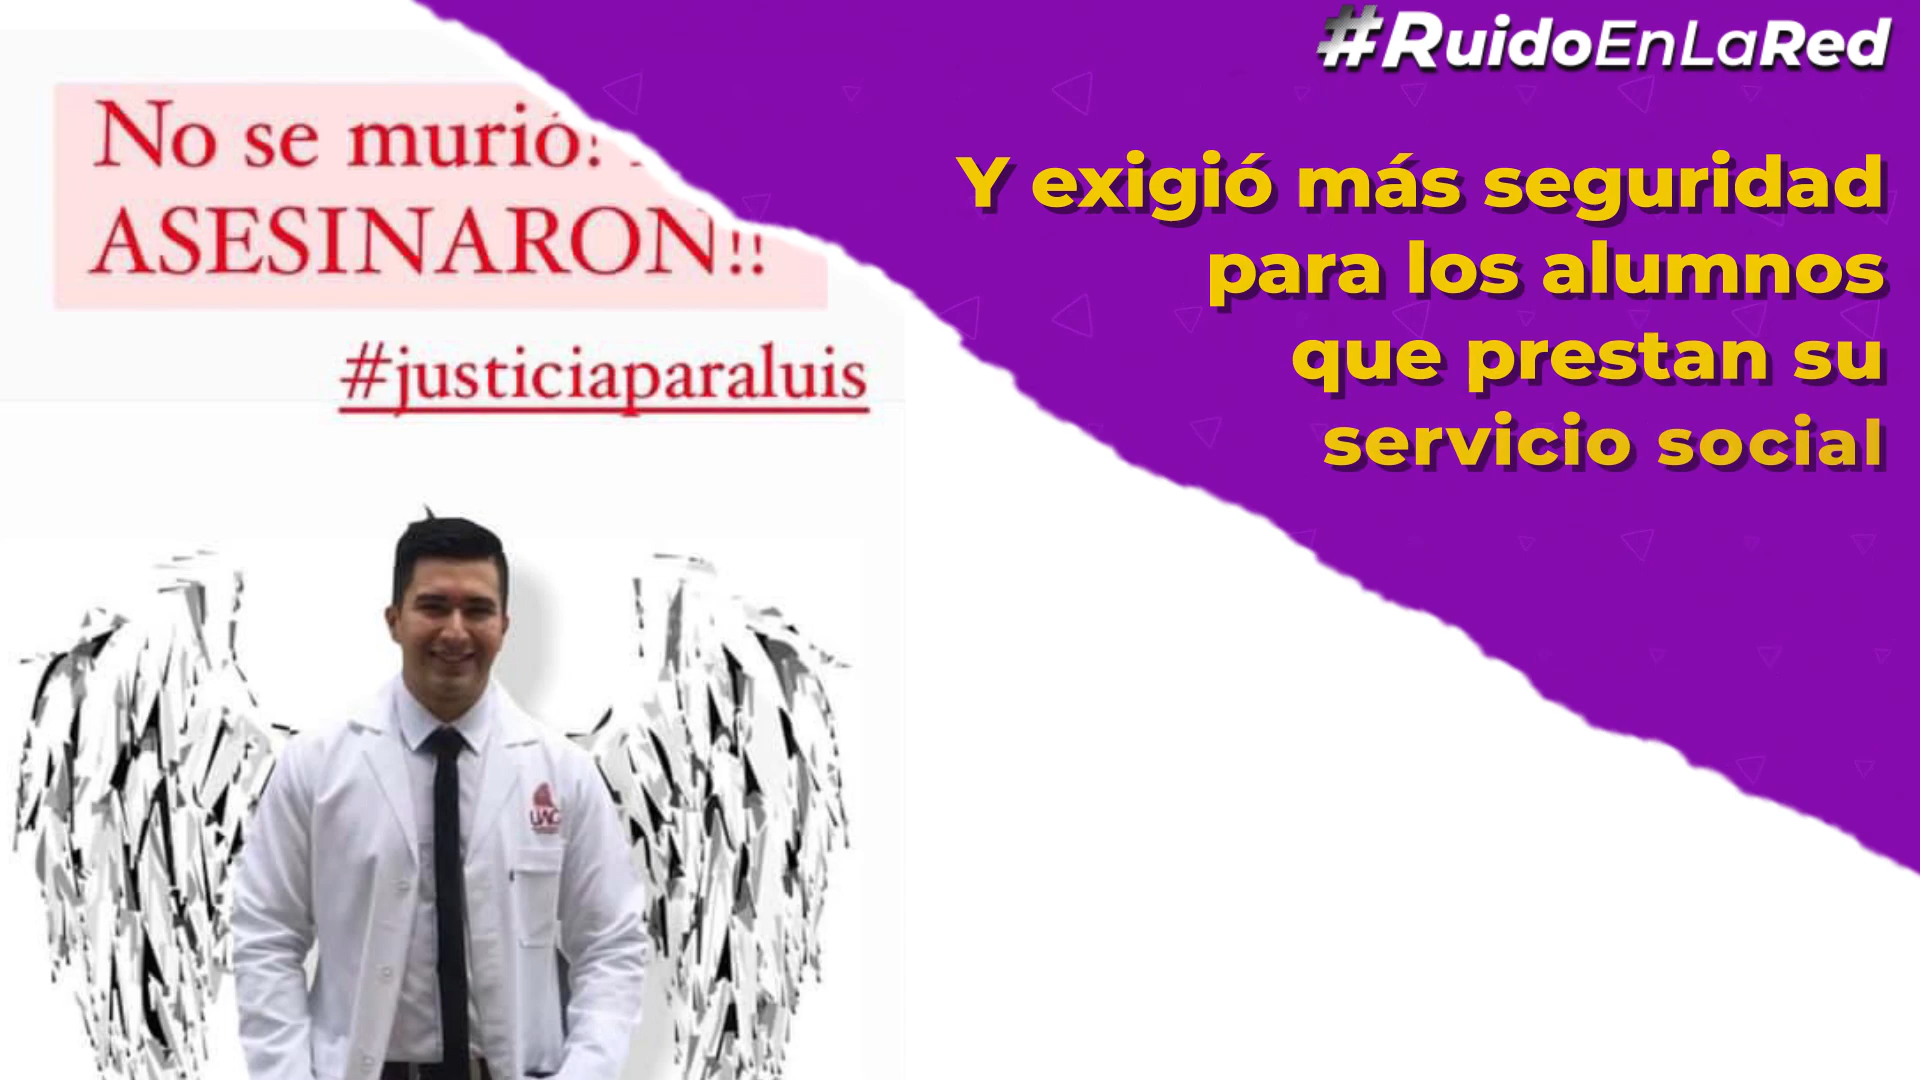 #RuidoEnLaRed
Y exigió más seguridad
para los alumnos
que prestan su
servicio social
No se murió!
ASESINARON!!
#justiciaparaluis